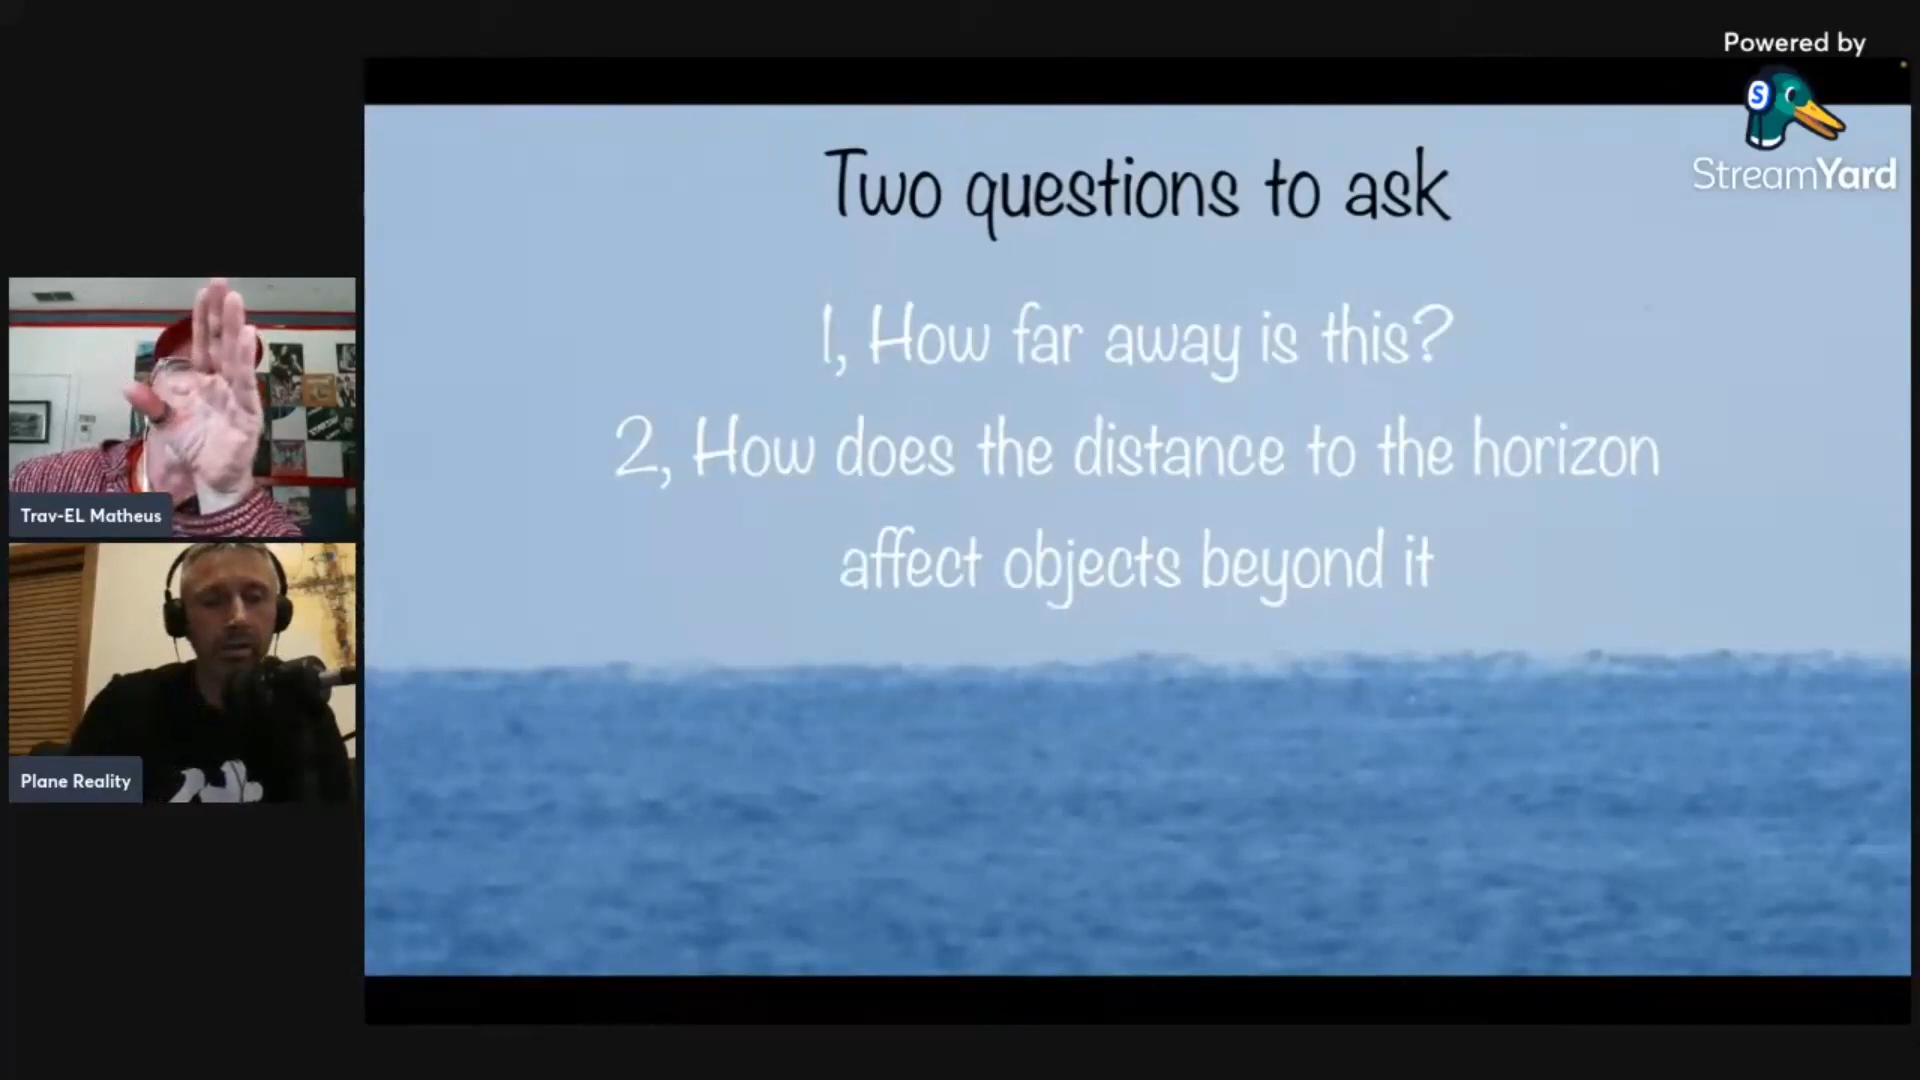 Powered by
S
StreamYard
Two questions to ask
1, How far away is this?
2, How does the distance to the horizon
affect objects beyond it
Trav-EL Matheus
Plane Reality